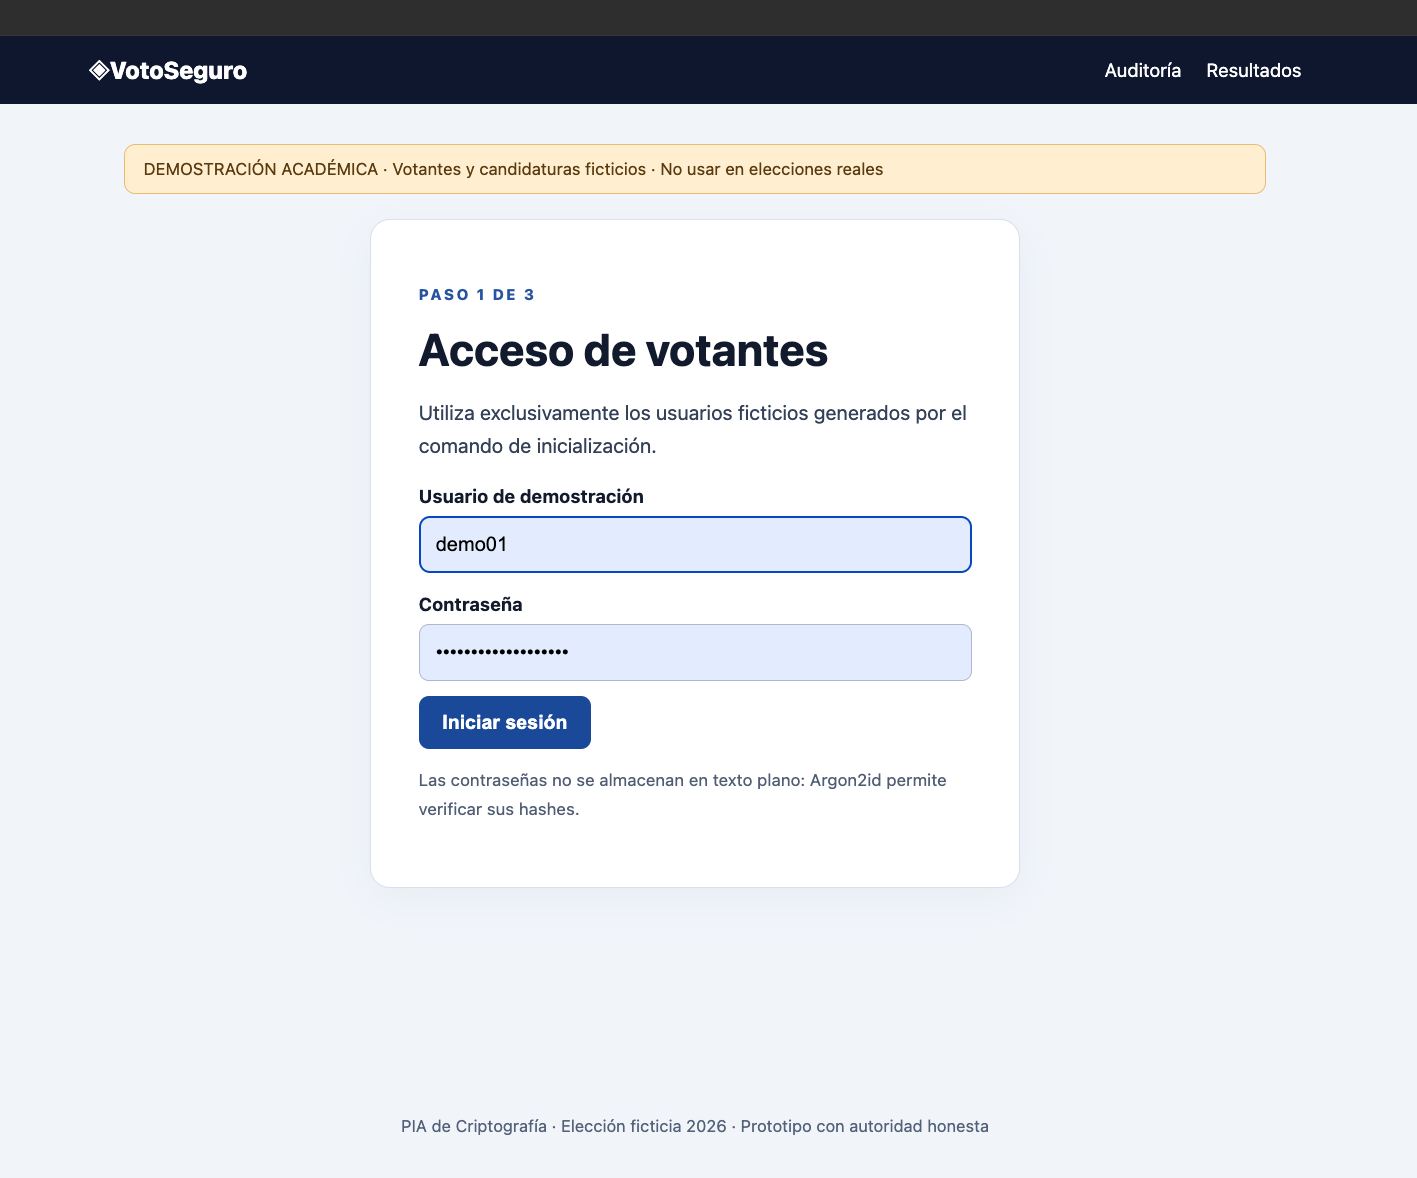 ◈VotoSeguro
Auditoría
Resultados
DEMOSTRACIÓN ACADÉMICA · Votantes y candidaturas ficticios · No usar en elecciones reales
PASO 1 DE 3
Acceso de votantes
Utiliza exclusivamente los usuarios ficticios generados por el
comando de inicialización.
Usuario de demostración
demo01
Contraseña
•••••••••••••••••••
Iniciar sesión
Las contraseñas no se almacenan en texto plano: Argon2id permite
verificar sus hashes.
PIA de Criptografía · Elección ficticia 2026 · Prototipo con autoridad honesta